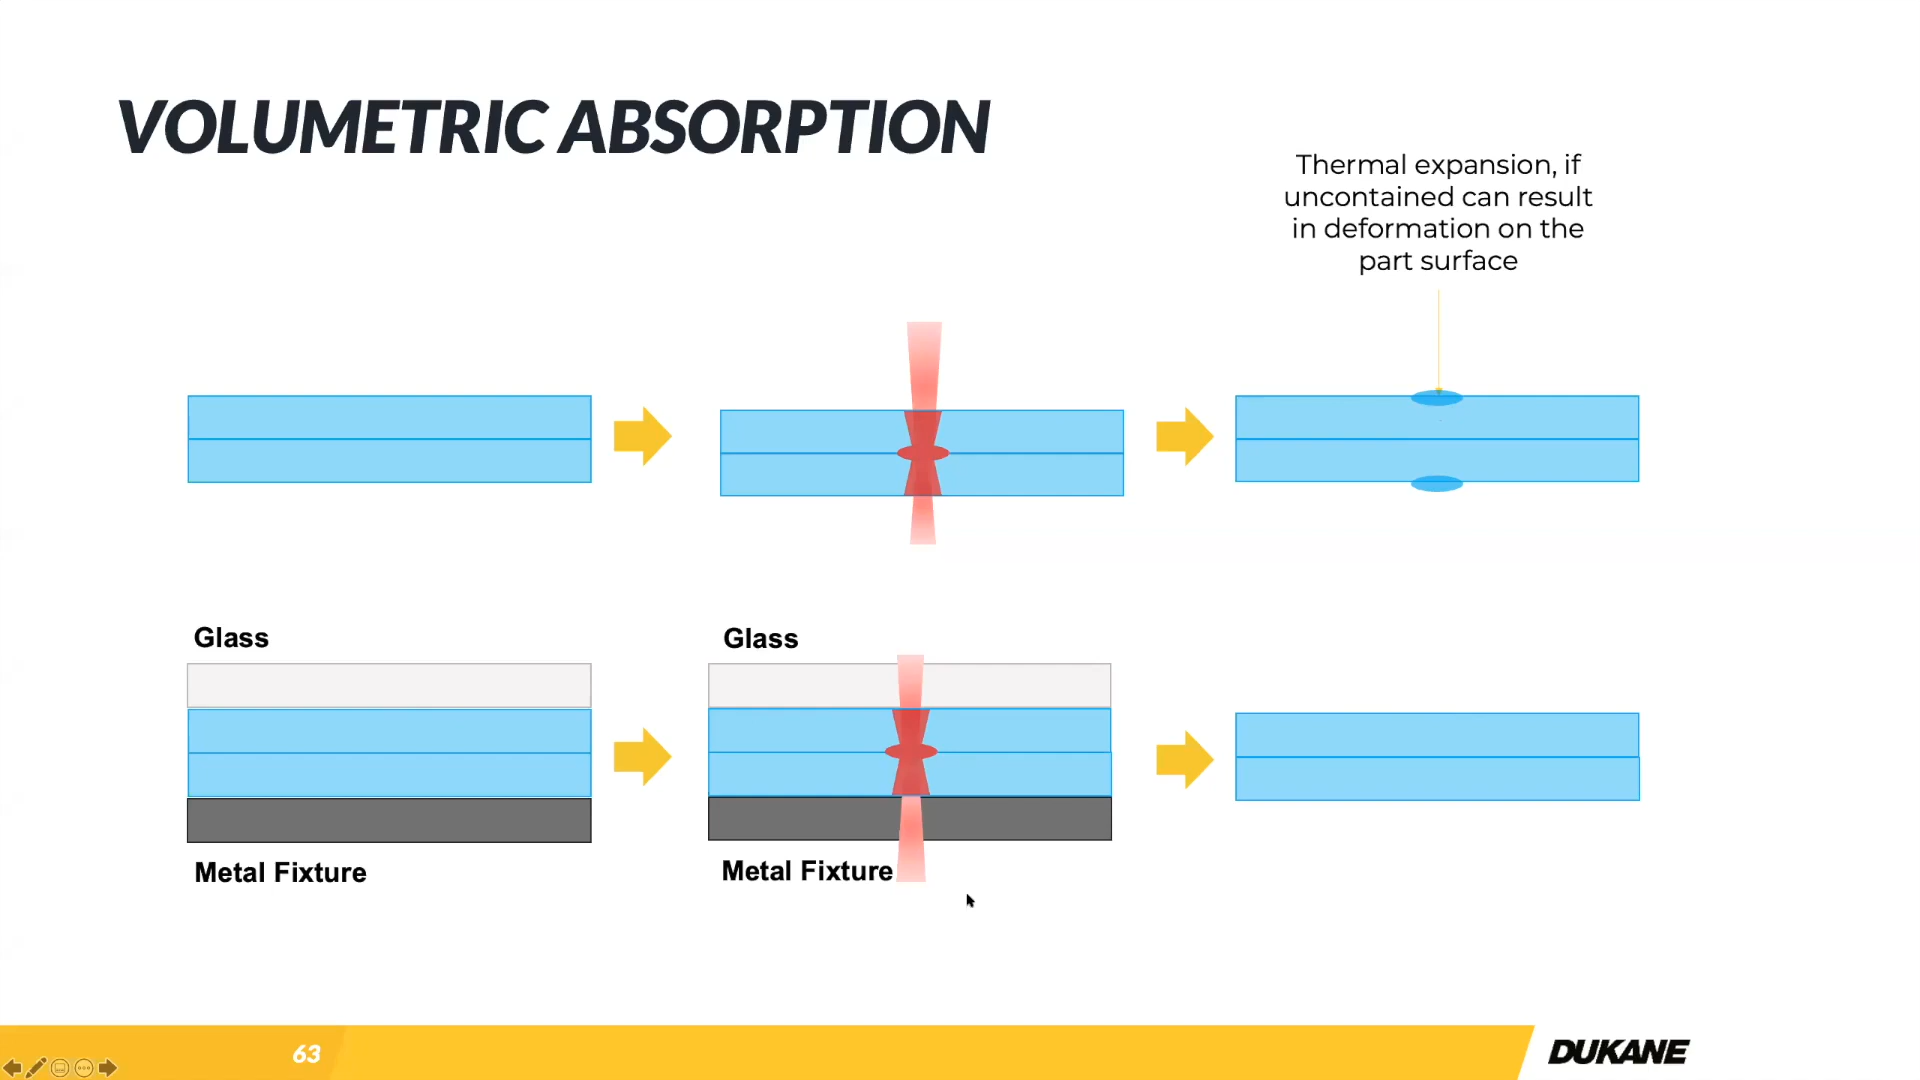 VOLUMETRIC ABSORPTION
Thermal expansion, if
uncontained can result
in deformation on the
part surface
Glass
Glass
Metal Fixture
Metal Fixture
63
DUKANE